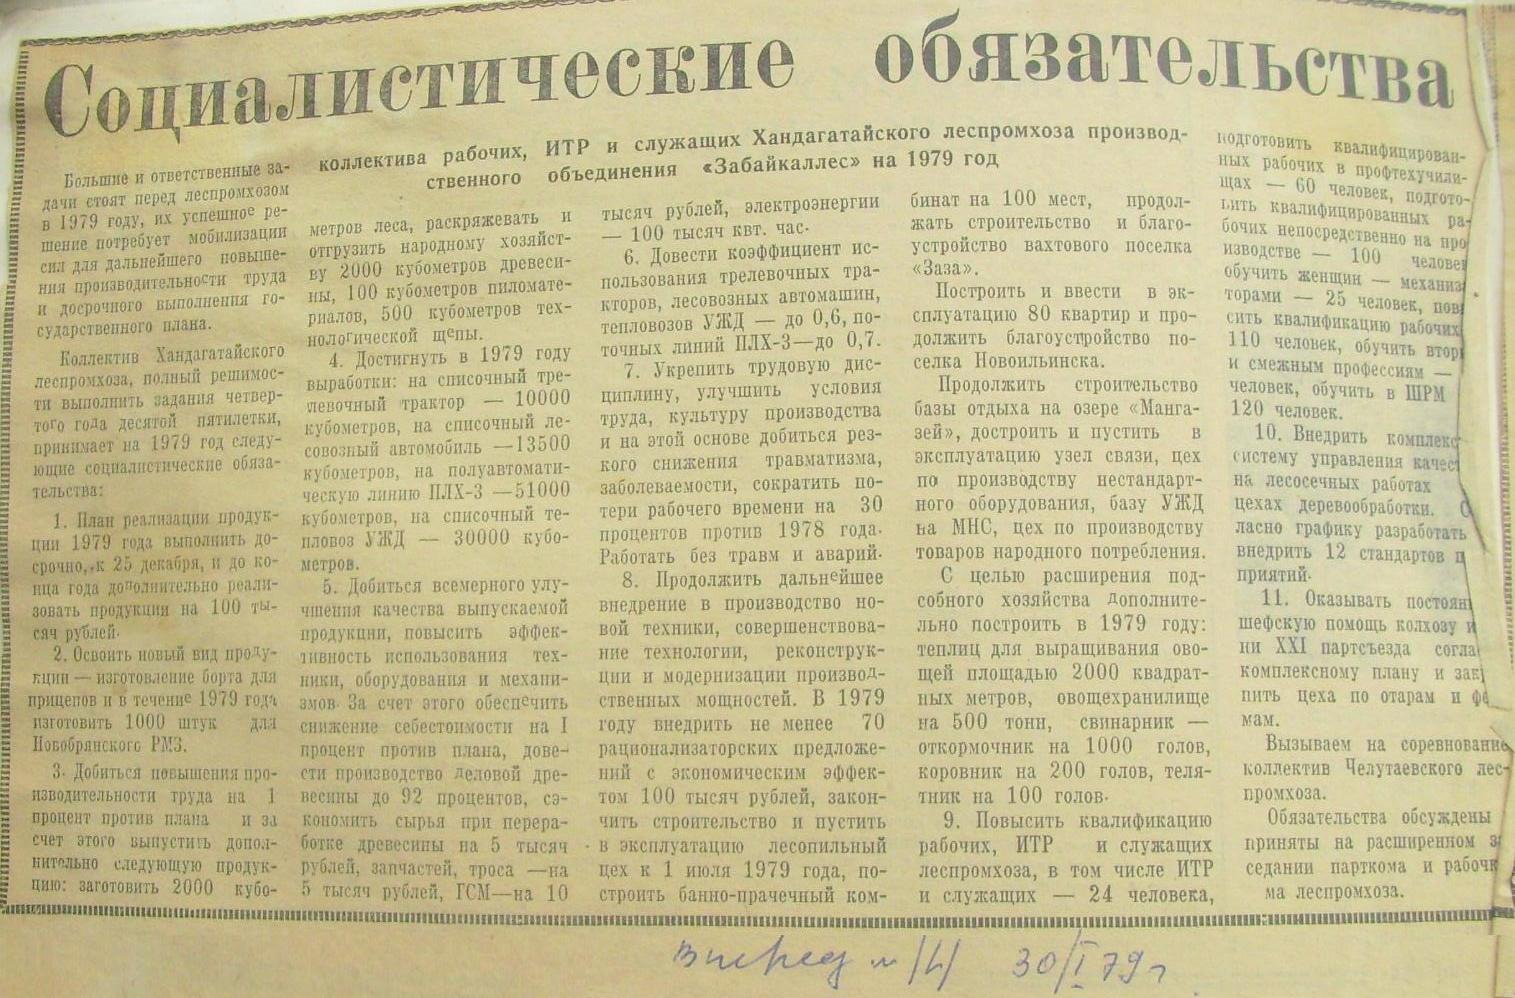 Социалистические обязательства
коллектива рабочих, ИТР и служащих Хандагатайского леспромхоза производ-
ственного объединения «Забайкаллес» на 1979 год
Большие и ответственные за-
дачи стоят перед леспромхозом
в 1979 году, их успешное ре-
шение потребует мобилизации
сил для дальнейшего повыше-
ния производительности труда
и досрочного выполнения го-
сударственного плана.
Коллектив Хандагатайского
леспромхоза, полный решимос-
ти выполнить задания четвер-
того года десятой пятилетки,
принимает на 1979 год следу-
ющие социалистические обяза-
тельства:
1. План реализации продук-
ции 1979 года выполнить до-
срочно, к 25 декабря, и до ко-
нца года дополнительно реали-
зовать продукции на 100 ты-
сяч рублей.
2. Освоить новый вид проду-
кции — изготовление борта для
прицепов и в течение 1979 года
изготовить 1000 штук для
Новобрянского РМЗ.
3. Добиться повышения про-
изводительности труда на 1
процент против плана и за
счет этого выпустить допол-
нительно следующую продук-
цию: заготовить 2000 кубо-
метров леса, раскряжевать и
отгрузить народному хозяйст-
ву 2000 кубометров древеси-
ны, 100 кубометров пиломате-
риалов, 500 кубометров тех-
нологической щепы.
4. Достигнуть в 1979 году
выработки: на списочный тре-
левочный трактор — 10000
кубометров, на списочный ле-
совозный автомобиль —13500
кубометров, на полуавтомати-
ческую линию ПЛХ-3 —51000
кубометров, на списочный те-
пловоз УЖД — 30000 кубо-
метров.
5. Добиться всемерного улу-
чшения качества выпускаемой
продукции, повысить эффек-
тивность использования тех-
ники, оборудования и механи-
змов. За счет этого обеспечить
снижение себестоимости на 1
процент против плана, дове-
сти производство деловой дре-
весины до 92 процентов, сэ-
кономить сырья при перера-
ботке древесины на 5 тысяч
рублей, запчастей, троса —на
5 тысяч рублей, ГСМ—на 10
тысяч рублей, электроэнергии
— 100 тысяч квт. час.
6. Довести коэффициент ис-
пользования трелевочных тра-
кторов, лесовозных автомашин,
тепловозов УЖД — до 0,6, по-
точных линий ПЛХ-3—до 0,7.
7. Укрепить трудовую дис-
циплину, улучшить условия
труда, культуру производства
и на этой основе добиться рез-
кого снижения травматизма,
заболеваемости, сократить по-
тери рабочего времени на 30
процентов против 1978 года.
Работать без травм и аварий.
8. Продолжить дальнейшее
внедрение в производство но-
вой техники, совершенствова-
ние технологии, реконструк-
ции и модернизации производ-
ственных мощностей. В 1979
году внедрить не менее 70
рационализаторских предложе-
ний с экономическим эффек-
том 100 тысяч рублей, закон-
чить строительство и пустить
в эксплуатацию лесопильный
цех к 1 июля 1979 года, по-
строить банно-прачечный ком-
бинат на 100 мест, продол-
жать строительство и благо-
устройство вахтового поселка
«Заза».
Построить и ввести в эк-
сплуатацию 80 квартир и про-
должить благоустройство по-
селка Новоильинска.
Продолжить строительство
базы отдыха на озере «Манга-
зей», достроить и пустить в
эксплуатацию узел связи, цех
по производству нестандарт-
ного оборудования, базу УЖД
на МНС, цех по производству
товаров народного потребления.
С целью расширения под-
собного хозяйства дополните-
льно построить в 1979 году:
теплиц для выращивания ово-
щей площадью 2000 квадрат-
ных метров, овощехранилище
на 500 тонн, свинарник —
откормочник на 1000 голов,
коровник на 200 голов, теля-
тник на 100 голов.
9. Повысить квалификацию
рабочих, ИТР и служащих
леспромхоза, в том числе ИТР
и служащих — 24 человека,
подготовить квалифицирован-
ных рабочих в профтехучили-
щах — 60 человек, подгото-
вить квалифицированных ра-
бочих непосредственно на про
изводстве — 100 челове
обучить женщин — механиз
торами — 25 человек, пов
сить квалификацию рабочих
110 человек, обучить втор
и смежным профессиям —
человек, обучить в ШРМ
120 человек.
10. Внедрить комплекс
систему управления качес
на лесосечных работах
цехах деревообработки. С
ласно графику разработать
внедрить 12 стандартов п
приятий.
11. Оказывать постоян
шефскую помощь колхозу и
ни XXI партсъезда согла
комплексному плану и зак
пить цеха по отарам и фе
мам.
Вызываем на соревнование
коллектив Челутаевского лес-
промхоза.
Обязательства обсуждены
приняты на расширенном з
седании парткома и рабочк
ма леспромхоза.
Вперед № 14 30/I 79 г